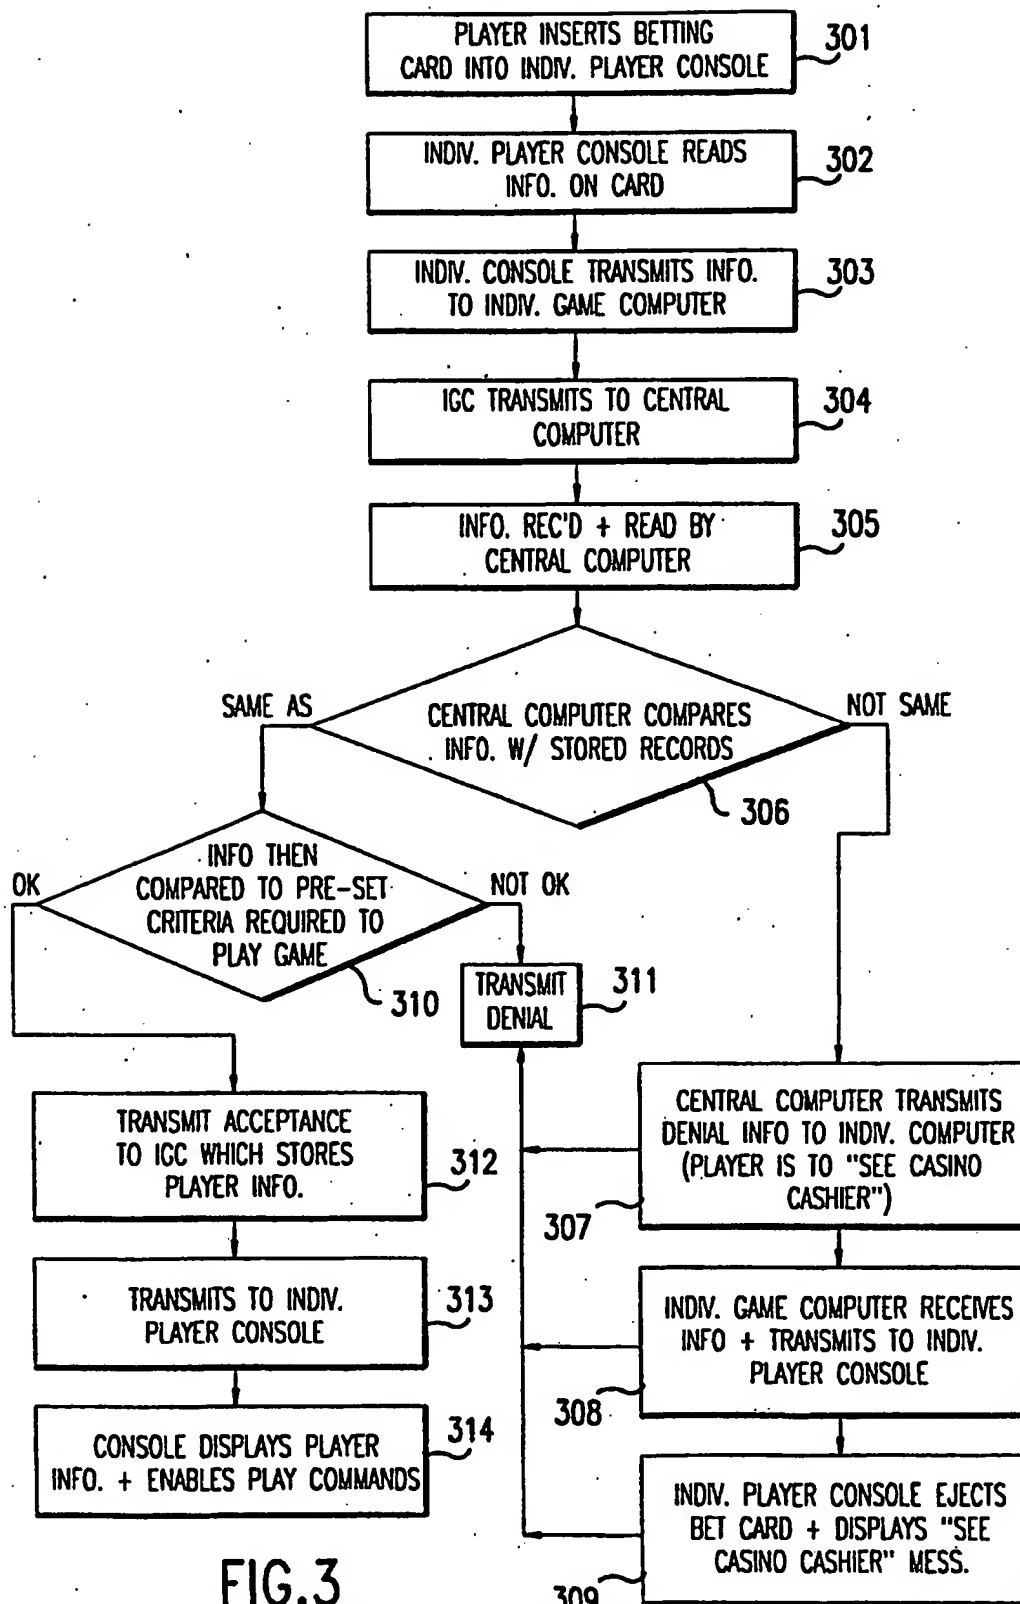 PLAYER INSERTS BETTING
CARD INTO INDIV. PLAYER CONSOLE
301
INDIV. PLAYER CONSOLE READS
INFO. ON CARD
302
INDIV. CONSOLE TRANSMITS INFO.
TO INDIV. GAME COMPUTER
303
IGC TRANSMITS TO CENTRAL
COMPUTER
304
INFO. REC'D + READ BY
CENTRAL COMPUTER
305
SAME AS
CENTRAL COMPUTER COMPARES
INFO. W/ STORED RECORDS
NOT SAME
306
OK
INFO THEN
COMPARED TO PRE-SET
CRITERIA REQUIRED TO
PLAY GAME
NOT OK
310
TRANSMIT
DENIAL
311
TRANSMIT ACCEPTANCE
TO IGC WHICH STORES
PLAYER INFO.
312
TRANSMITS TO INDIV.
PLAYER CONSOLE
313
CONSOLE DISPLAYS PLAYER
INFO. + ENABLES PLAY COMMANDS
314
CENTRAL COMPUTER TRANSMITS
DENIAL INFO TO INDIV. COMPUTER
(PLAYER IS TO "SEE CASINO
CASHIER")
307
INDIV. GAME COMPUTER RECEIVES
INFO + TRANSMITS TO INDIV.
PLAYER CONSOLE
308
INDIV. PLAYER CONSOLE EJECTS
BET CARD + DISPLAYS "SEE
CASINO CASHIER" MESS.
309
FIG.3